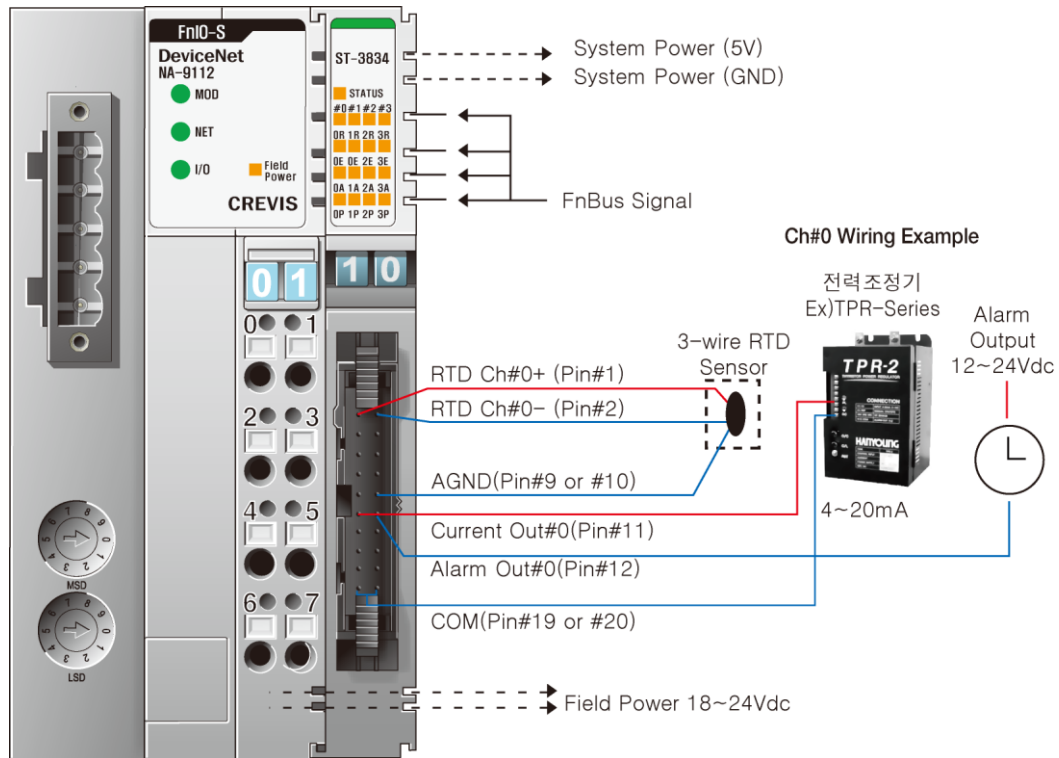 FnIO-S
DeviceNet
NA-9112
MOD
NET
I/O
Field
Power
CREVIS
ST-3834
STATUS
#0 #1 #2 #3
0R 1R 2R 3R
0E 0E 2E 3E
0A 1A 2A 3A
0P 1P 2P 3P
System Power (5V)
System Power (GND)
FnBus Signal
01
10
0 1
2 3
4 5
6 7
MSD
LSD
Ch#0 Wiring Example
전력조정기
Ex)TPR-Series
Alarm
Output
12~24Vdc
3-wire RTD
Sensor
TPR-2
CONNECTION
HANYOUNG
4~20mA
RTD Ch#0+ (Pin#1)
RTD Ch#0- (Pin#2)
AGND(Pin#9 or #10)
Current Out#0(Pin#11)
Alarm Out#0(Pin#12)
COM(Pin#19 or #20)
Field Power 18~24Vdc